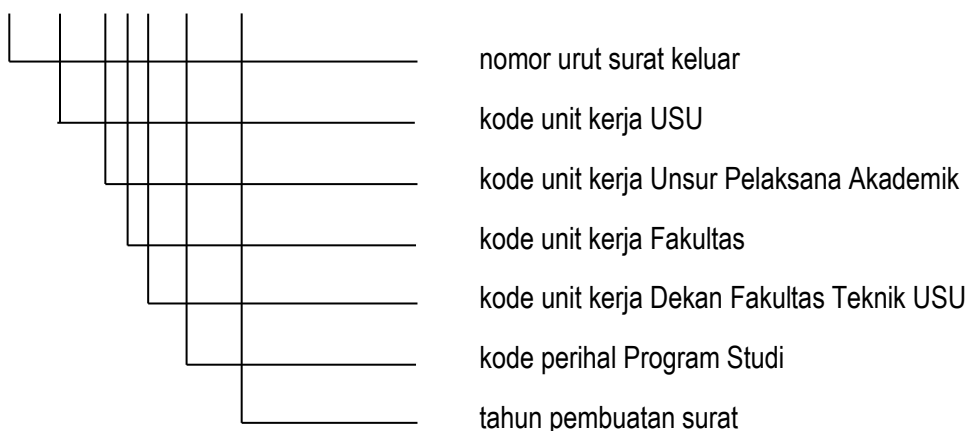 nomor urut surat keluar
kode unit kerja USU
kode unit kerja Unsur Pelaksana Akademik
kode unit kerja Fakultas
kode unit kerja Dekan Fakultas Teknik USU
kode perihal Program Studi
tahun pembuatan surat